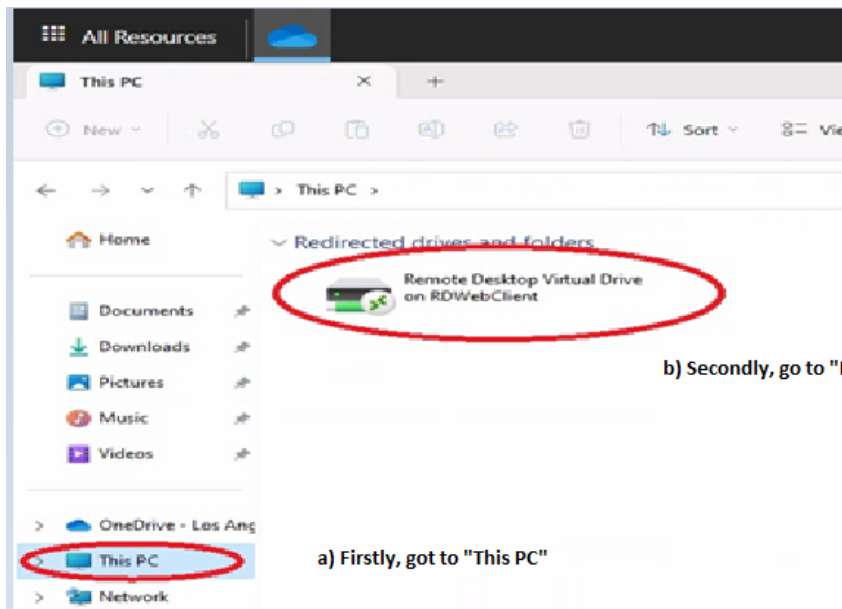 All Resources
This PC
New
Sort
Vie
This PC
Home
Redirected drives and folders
Remote Desktop Virtual Drive
on RDWebClient
Documents
Downloads
Pictures
b) Secondly, go to "
Music
Videos
OneDrive - Los Ang
This PC
a) Firstly, got to "This PC"
Network